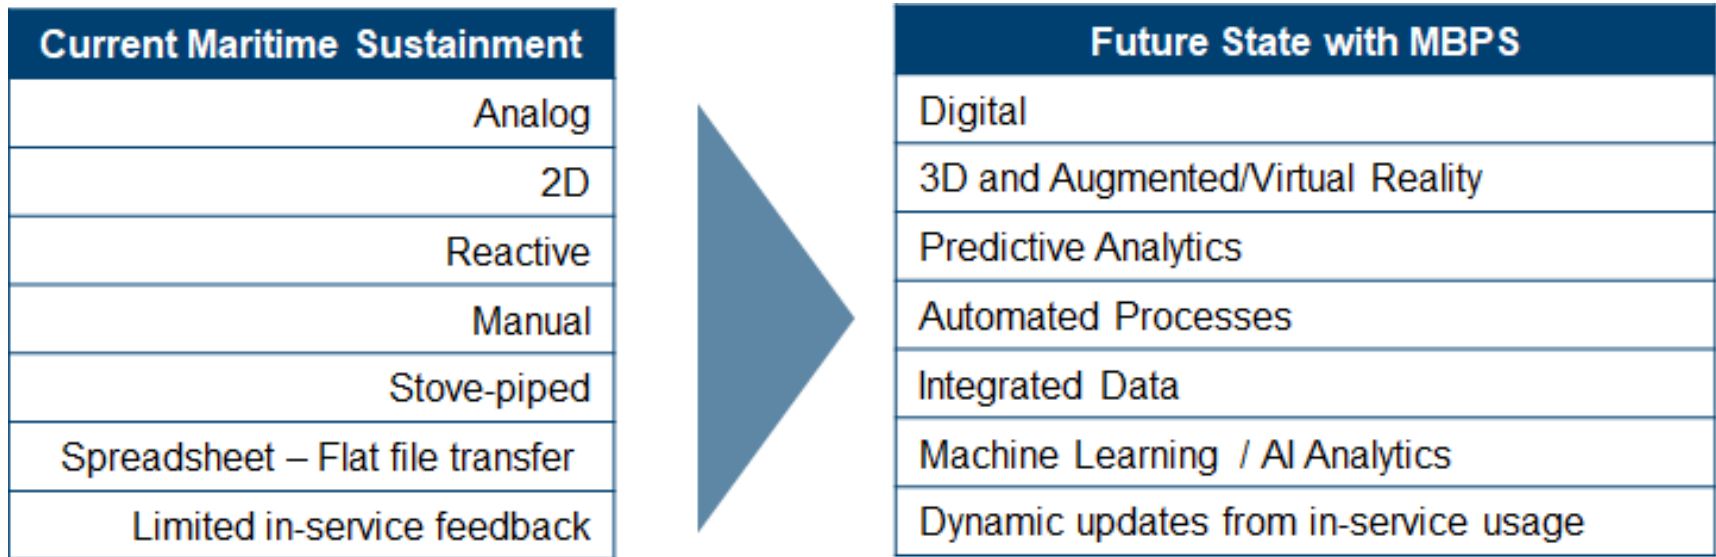 Current Maritime Sustainment
Analog
2D
Reactive
Manual
Stove-piped
Spreadsheet – Flat file transfer
Limited in-service feedback
Future State with MBPS
Digital
3D and Augmented/Virtual Reality
Predictive Analytics
Automated Processes
Integrated Data
Machine Learning / AI Analytics
Dynamic updates from in-service usage